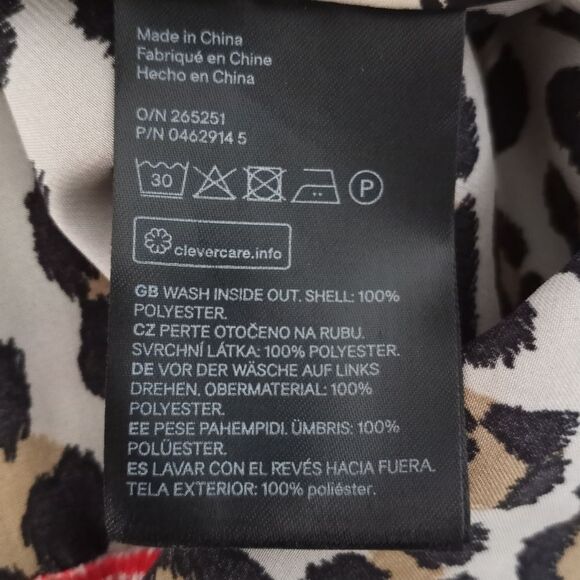 Made in China
Fabriqué en Chine
Hecho en China
O/N 265251
P/N 0462914 5
30
P
clevercare.info
GB WASH INSIDE OUT. SHELL: 100%
POLYESTER.
CZ PERTE OTOČENO NA RUBU.
SVRCHNÍ LÁTKA: 100% POLYESTER.
DE VOR DER WÄSCHE AUF LINKS
DREHEN, OBERMATERIAL: 100%
POLYESTER.
EE PESE PAHEMPIDI. ÜMBRIS: 100%
POLÜESTER.
ES LAVAR CON EL REVÉS HACIA FUERA.
TELA EXTERIOR: 100% poliéster.